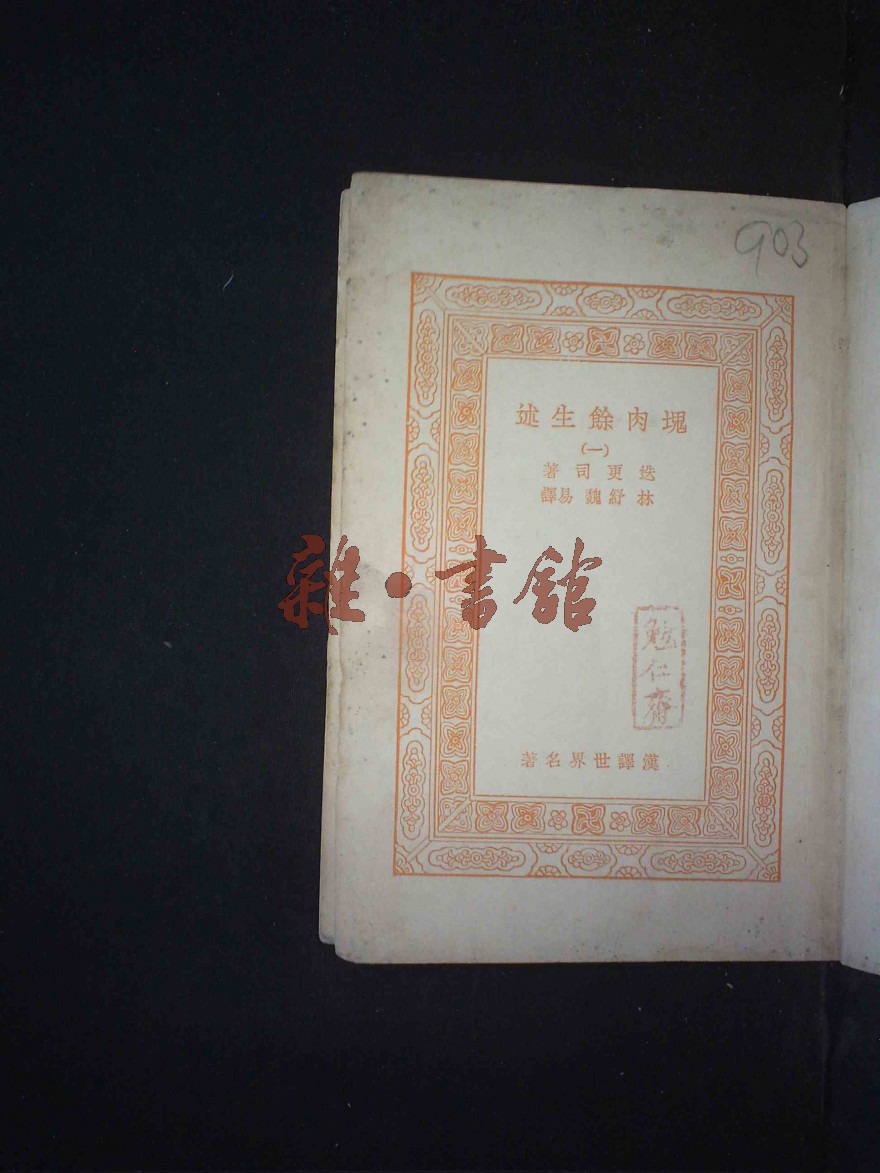 903
塊肉餘生述
(一)
迭更司著
林紓魏易譯
雜·書館
勉仁齋
漢譯世界名著